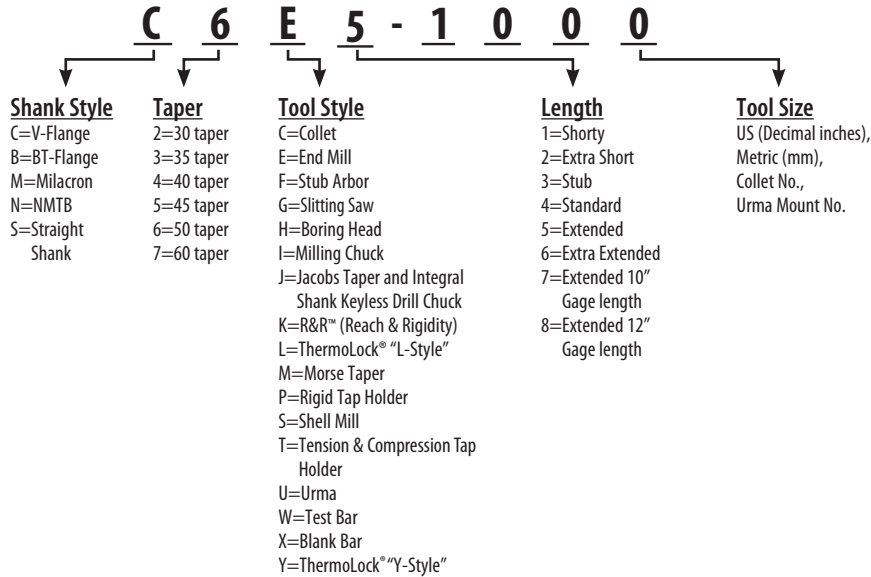 C 6 E 5 - 1 0 0 0
Shank Style
C=V-Flange
B=BT-Flange
M=Milacron
N=NMTB
S=Straight
Shank
Taper
2=30 taper
3=35 taper
4=40 taper
5=45 taper
6=50 taper
7=60 taper
Tool Style
C=Collet
E=End Mill
F=Stub Arbor
G=Slitting Saw
H=Boring Head
I=Milling Chuck
J=Jacobs Taper and Integral
Shank Keyless Drill Chuck
K=R&R™ (Reach & Rigidity)
L=ThermoLock® “L-Style”
M=Morse Taper
P=Rigid Tap Holder
S=Shell Mill
T=Tension & Compression Tap
Holder
U=Urma
W=Test Bar
X=Blank Bar
Y=ThermoLock® “Y-Style”
Length
1=Shorty
2=Extra Short
3=Stub
4=Standard
5=Extended
6=Extra Extended
7=Extended 10”
Gage length
8=Extended 12”
Gage length
Tool Size
US (Decimal inches),
Metric (mm),
Collet No.,
Urma Mount No.